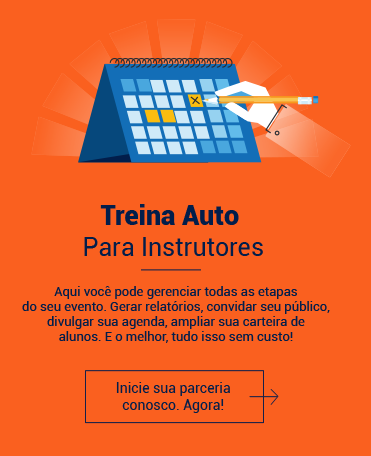 Treina Auto
Para Instrutores
Aqui você pode gerenciar todas as etapas
do seu evento. Gerar relatórios, convidar seu público,
divulgar sua agenda, ampliar sua carteira de
alunos. E o melhor, tudo isso sem custo!
Inicie sua parceria
conosco. Agora!